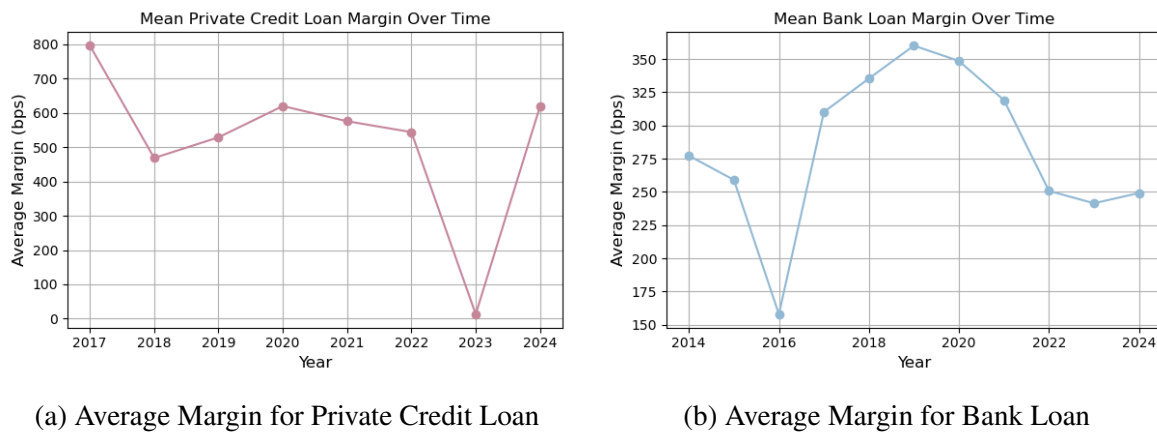 Mean Private Credit Loan Margin Over Time
Average Margin (bps)
800
700
600
500
400
300
200
100
0
2017 2018 2019 2020 2021 2022 2023 2024
Year
(a) Average Margin for Private Credit Loan
Mean Bank Loan Margin Over Time
Average Margin (bps)
350
325
300
275
250
225
200
175
150
2014 2016 2018 2020 2022 2024
Year
(b) Average Margin for Bank Loan